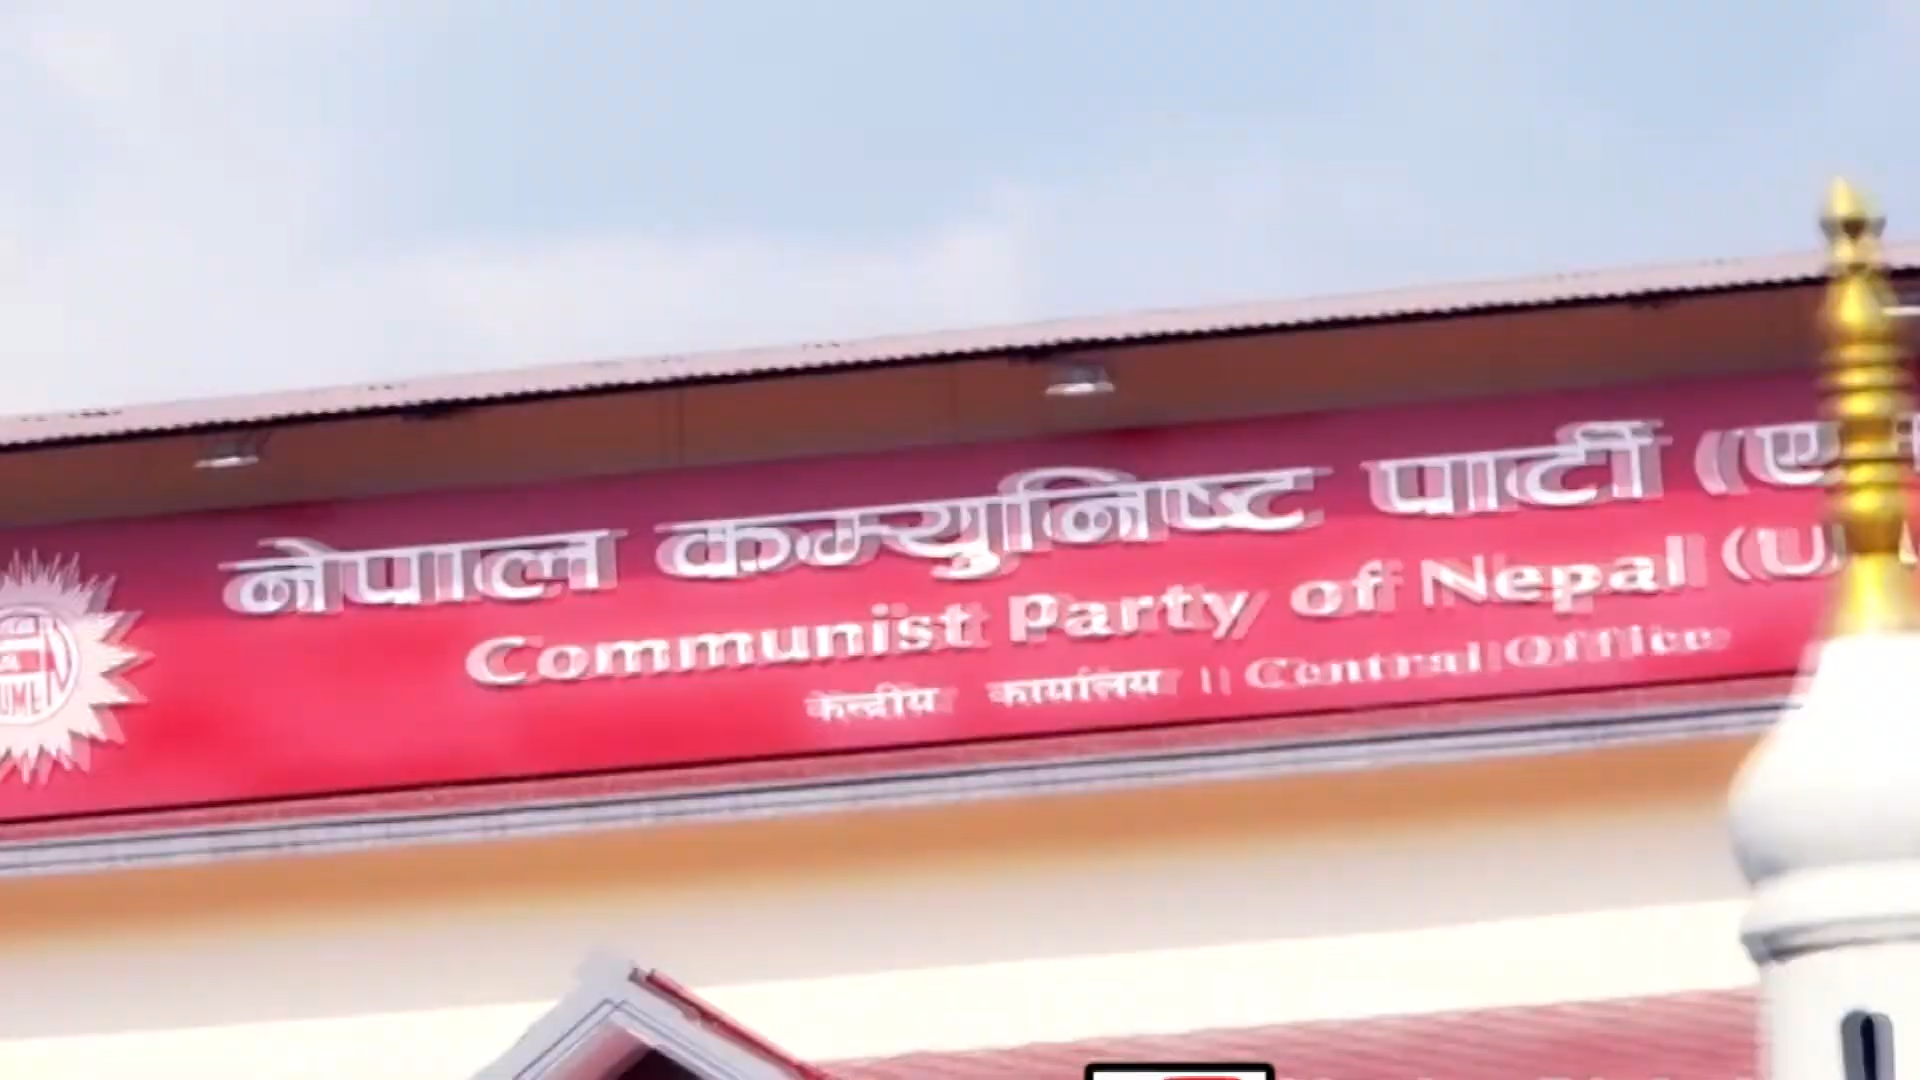 नेपाल कम्युनिष्ट पार्टी (ए
Communist Party of Nepal (U
केन्द्रीय कार्यालय || Central Office